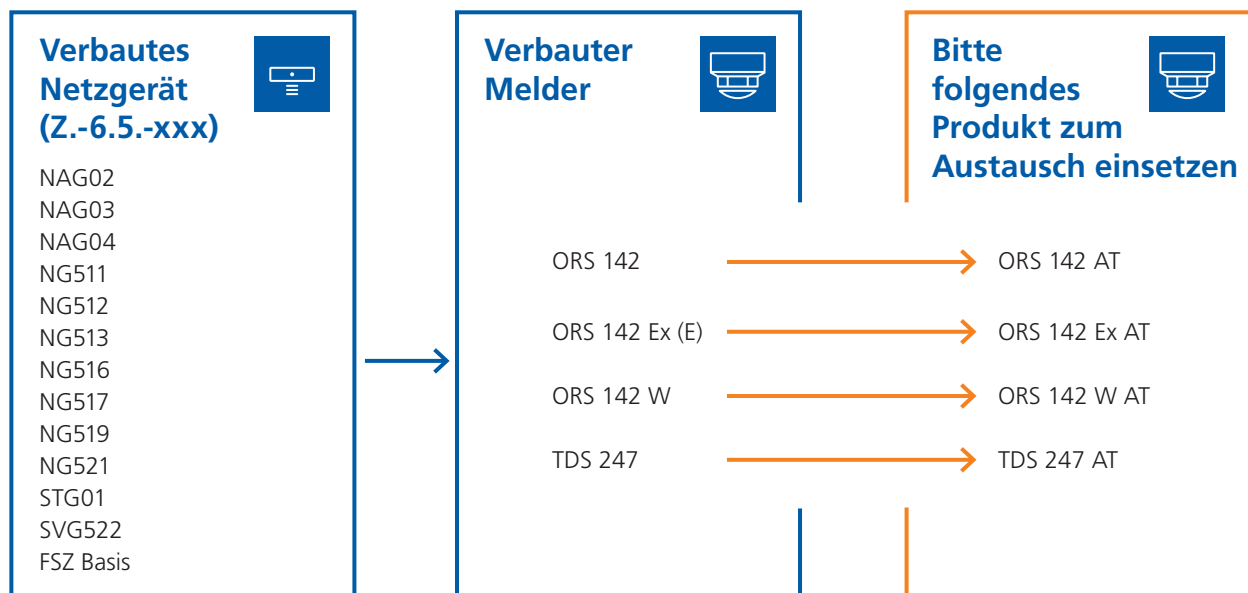 Verbautes
Netzgerät
(Z.-6.5.-xxx)
NAG02
NAG03
NAG04
NG511
NG512
NG513
NG516
NG517
NG519
NG521
STG01
SVG522
FSZ Basis
Verbauter
Melder
ORS 142
ORS 142 Ex (E)
ORS 142 W
TDS 247
Bitte
folgendes
Produkt zum
Austausch einsetzen
ORS 142 AT
ORS 142 Ex AT
ORS 142 W AT
TDS 247 AT